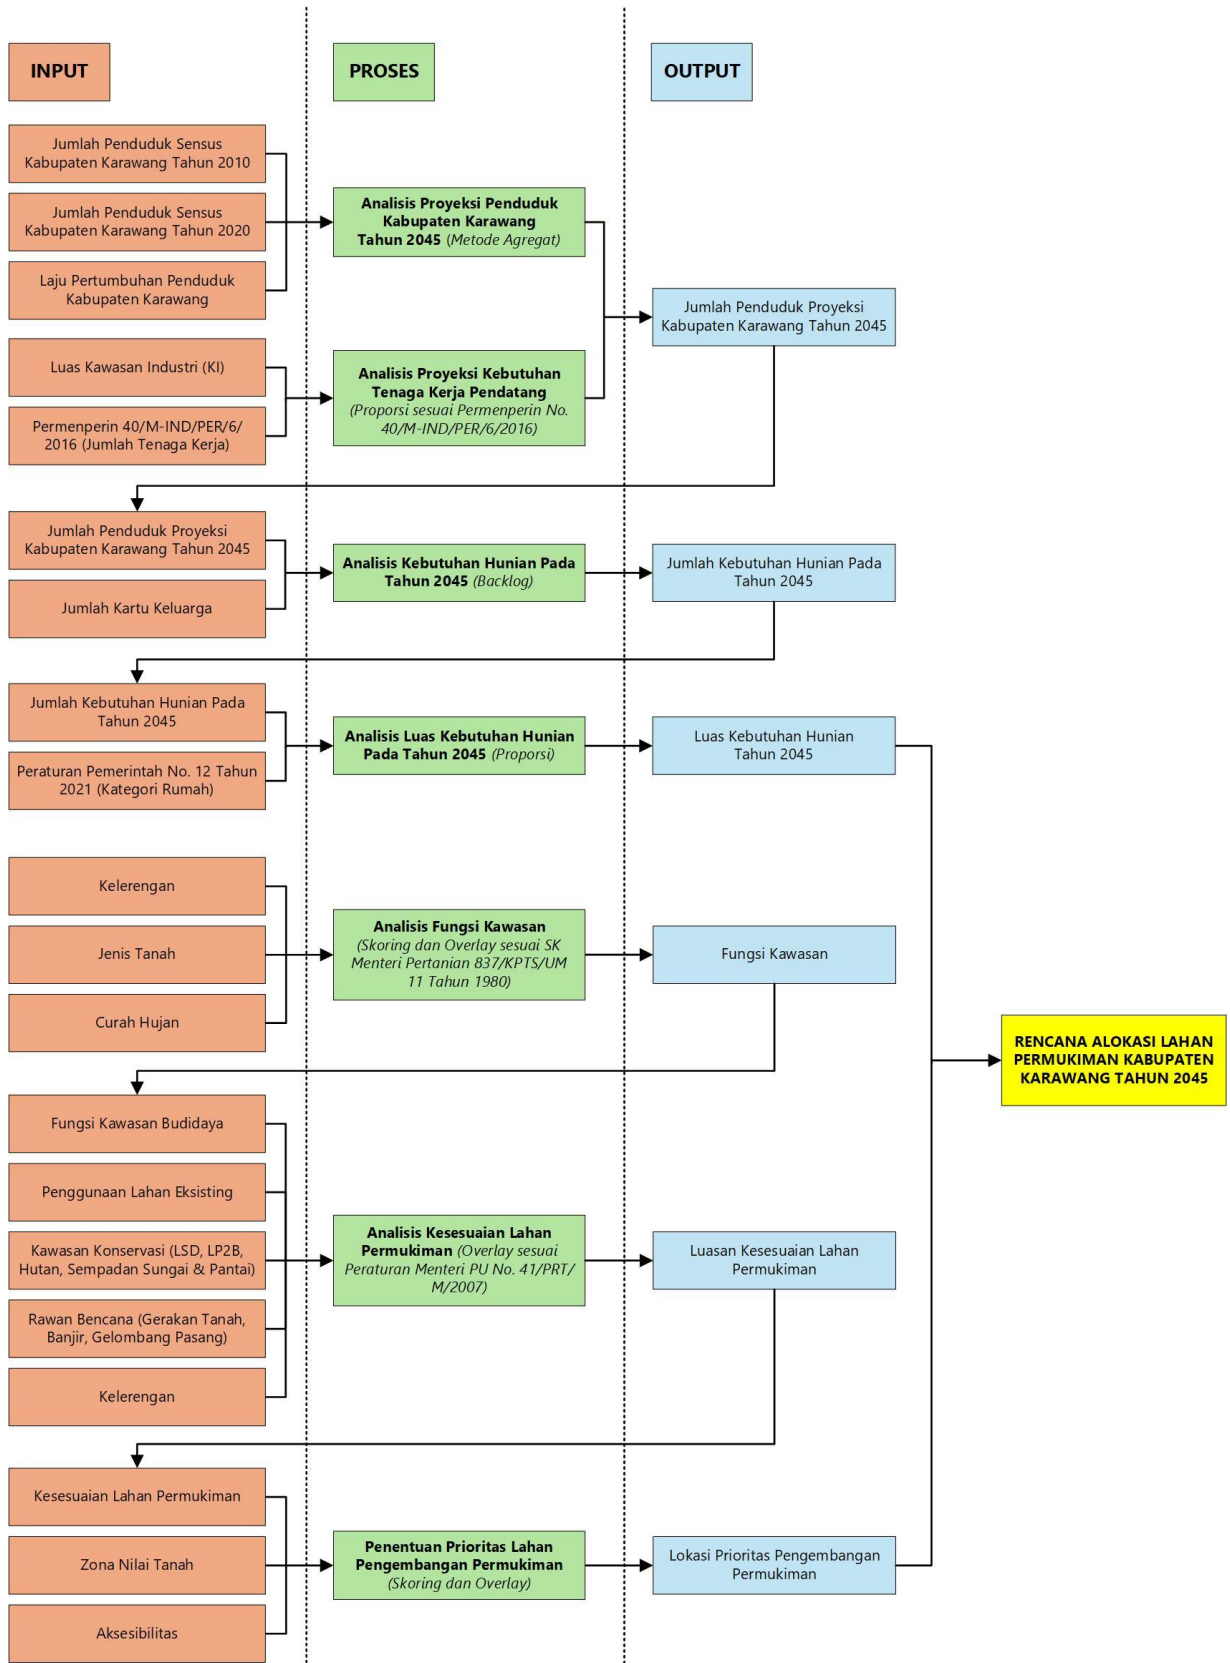 INPUT
PROSES
OUTPUT
Jumlah Penduduk Sensus
Kabupaten Karawang Tahun 2010
Jumlah Penduduk Sensus
Kabupaten Karawang Tahun 2020
Laju Pertumbuhan Penduduk
Kabupaten Karawang
Analisis Proyeksi Penduduk
Kabupaten Karawang
Tahun 2045 (Metode Agregat)
Luas Kawasan Industri (KI)
Permenperin 40/M-IND/PER/6/
2016 (Jumlah Tenaga Kerja)
Analisis Proyeksi Kebutuhan
Tenaga Kerja Pendatang
(Proporsi sesuai Permenperin No.
40/M-IND/PER/6/2016)
Jumlah Penduduk Proyeksi
Kabupaten Karawang Tahun 2045
Jumlah Penduduk Proyeksi
Kabupaten Karawang Tahun 2045
Jumlah Kartu Keluarga
Analisis Kebutuhan Hunian Pada
Tahun 2045 (Backlog)
Jumlah Kebutuhan Hunian Pada
Tahun 2045
Jumlah Kebutuhan Hunian Pada
Tahun 2045
Peraturan Pemerintah No. 12 Tahun
2021 (Kategori Rumah)
Analisis Luas Kebutuhan Hunian
Pada Tahun 2045 (Proporsi)
Luas Kebutuhan Hunian
Tahun 2045
Kelerengan
Jenis Tanah
Curah Hujan
Analisis Fungsi Kawasan
(Skoring dan Overlay sesuai SK
Menteri Pertanian 837/KPTS/UM
11 Tahun 1980)
Fungsi Kawasan
Fungsi Kawasan Budidaya
Penggunaan Lahan Eksisting
Kawasan Konservasi (LSD, LP2B,
Hutan, Sempadan Sungai & Pantai)
Rawan Bencana (Gerakan Tanah,
Banjir, Gelombang Pasang)
Kelerengan
Analisis Kesesuaian Lahan
Permukiman (Overlay sesuai
Peraturan Menteri PU No. 41/PRT/
M/2007)
Luasan Kesesuaian Lahan
Permukiman
Kesesuaian Lahan Permukiman
Zona Nilai Tanah
Aksesibilitas
Penentuan Prioritas Lahan
Pengembangan Permukiman
(Skoring dan Overlay)
Lokasi Prioritas Pengembangan
Permukiman
RENCANA ALOKASI LAHAN
PERMUKIMAN KABUPATEN
KARAWANG TAHUN 2045